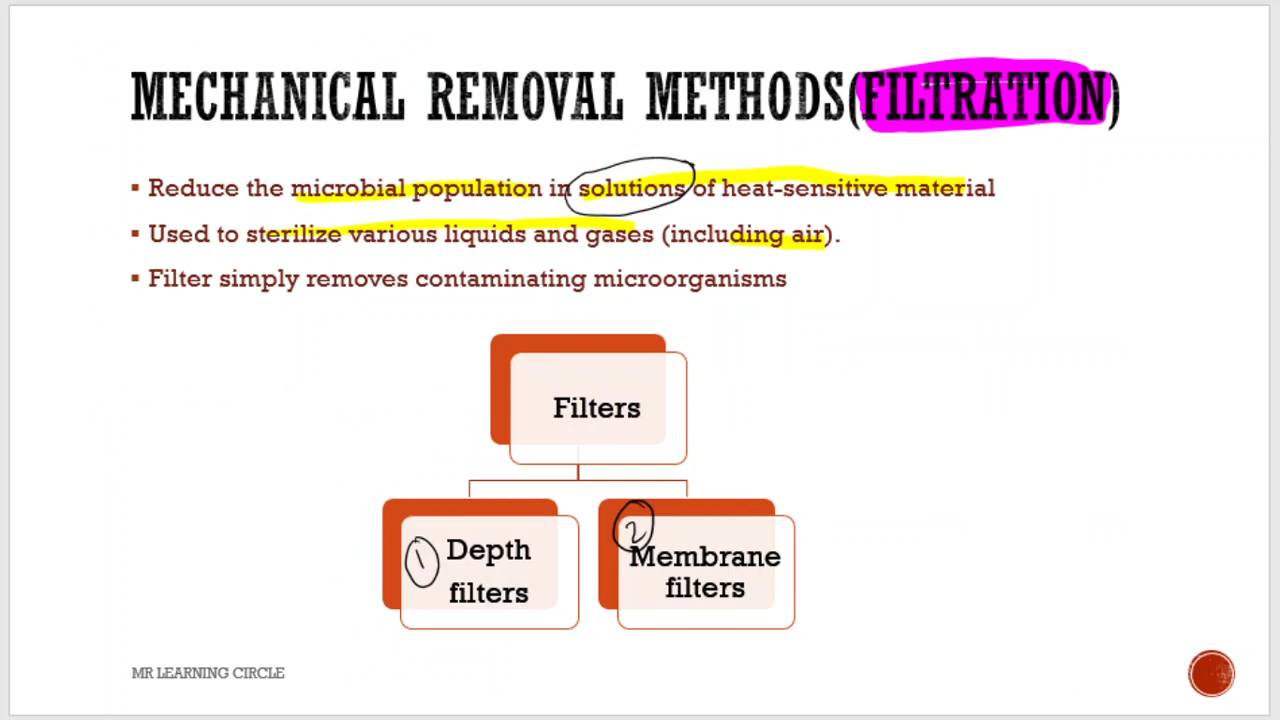 MECHANICAL REMOVAL METHODS(FILTRATION)
▪ Reduce the microbial population in solutions of heat-sensitive material
▪ Used to sterilize various liquids and gases (including air).
▪ Filter simply removes contaminating microorganisms
Filters
1 Depth
filters
2
Membrane
filters
MR LEARNING CIRCLE